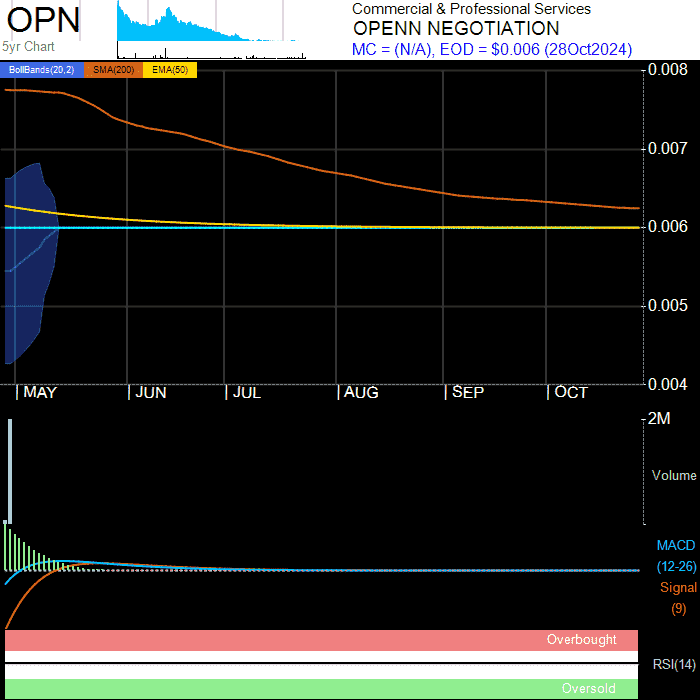 OPN
5yr Chart
Commercial & Professional Services
OPENN NEGOTIATION
MC = (N/A), EOD = $0.006 (28Oct2024)
BollBands(20,2) SMA(200) EMA(50)
0.008
0.007
0.006
0.005
0.004
MAY JUN JUL AUG SEP OCT
2M
Volume
MACD
(12-26)
Signal
(9)
Overbought
RSI(14)
Oversold